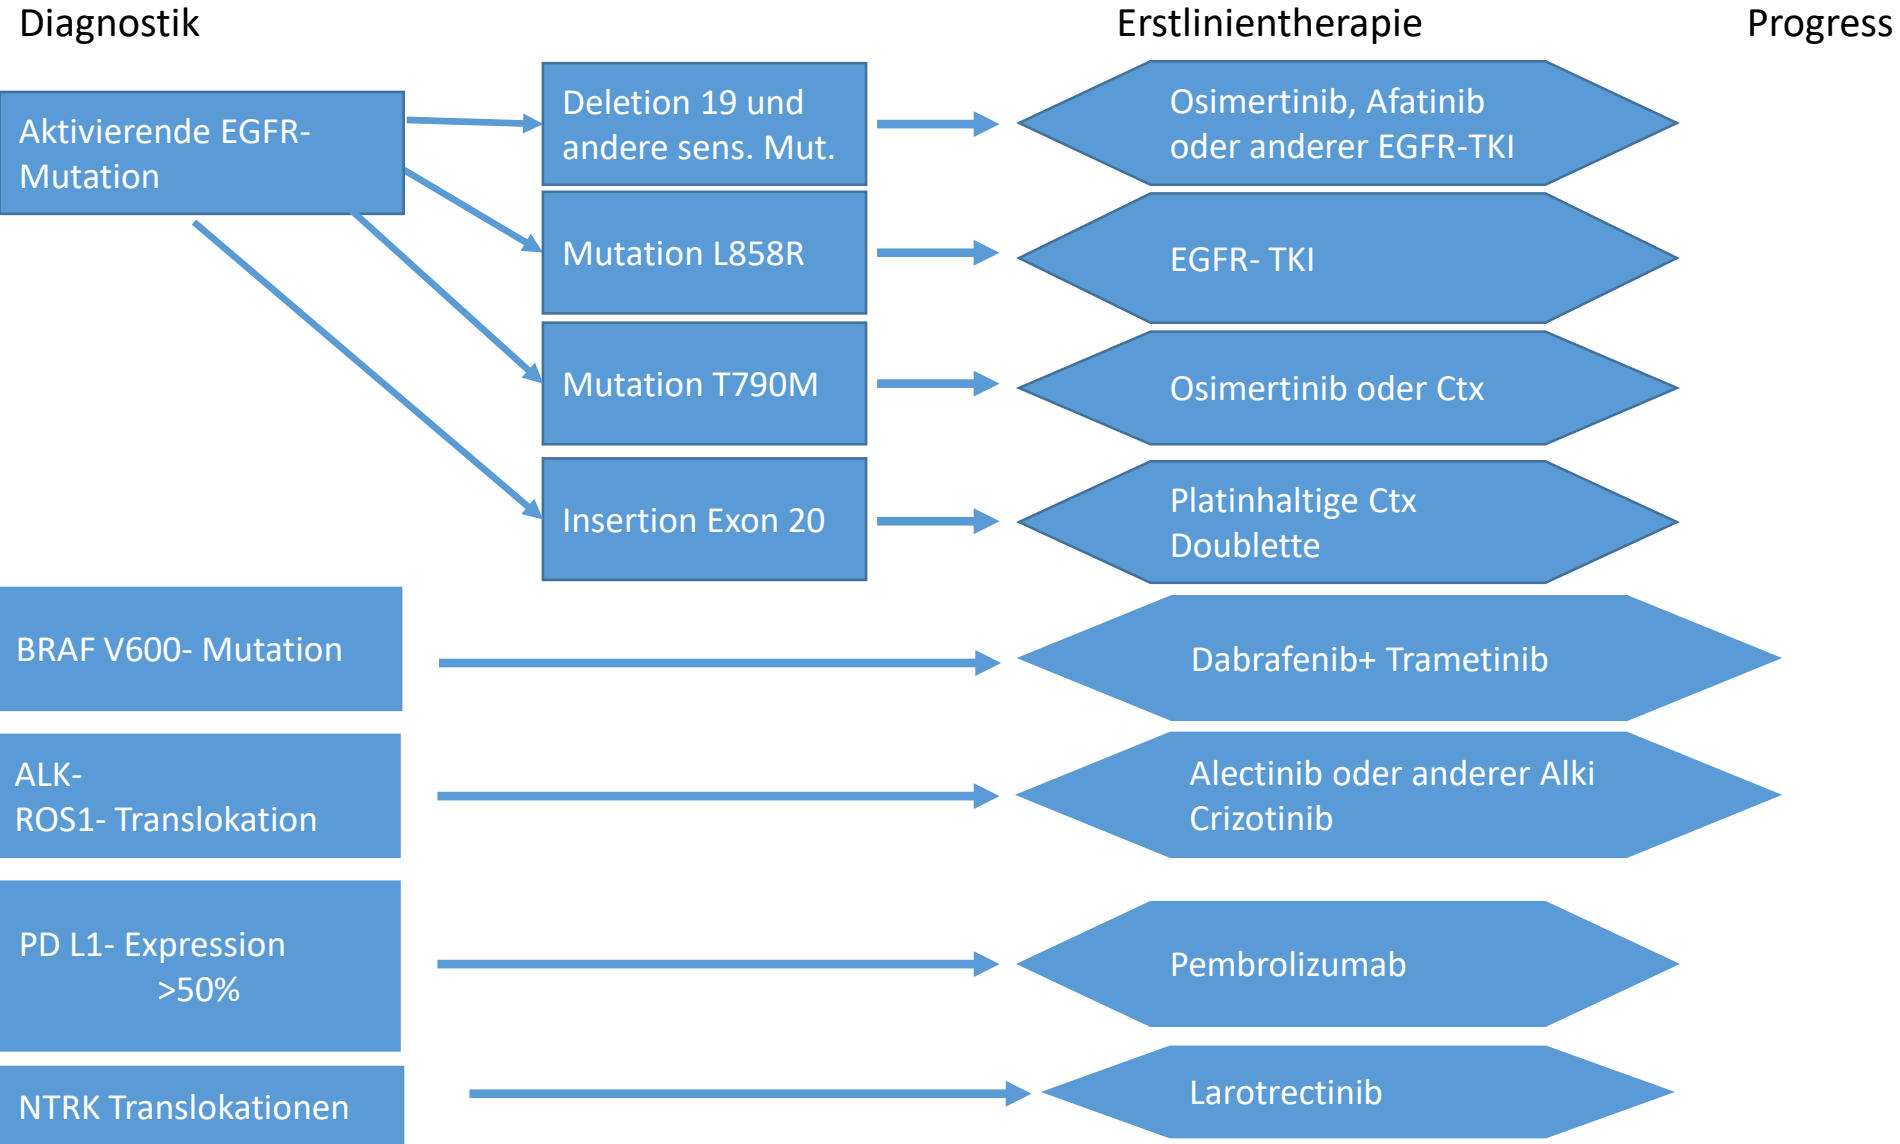 Diagnostik
Erstlinientherapie
Progress
Aktivierende EGFR-
Mutation
Deletion 19 und
andere sens. Mut.
Osimertinib, Afatinib
oder anderer EGFR-TKI
Mutation L858R
EGFR- TKI
Mutation T790M
Osimertinib oder Ctx
Insertion Exon 20
Platinhaltige Ctx
Doublette
BRAF V600- Mutation
Dabrafenib+ Trametinib
ALK-
ROS1- Translokation
Alectinib oder anderer Alki
Crizotinib
PD L1- Expression
>50%
Pembrolizumab
NTRK Translokationen
Larotrectinib